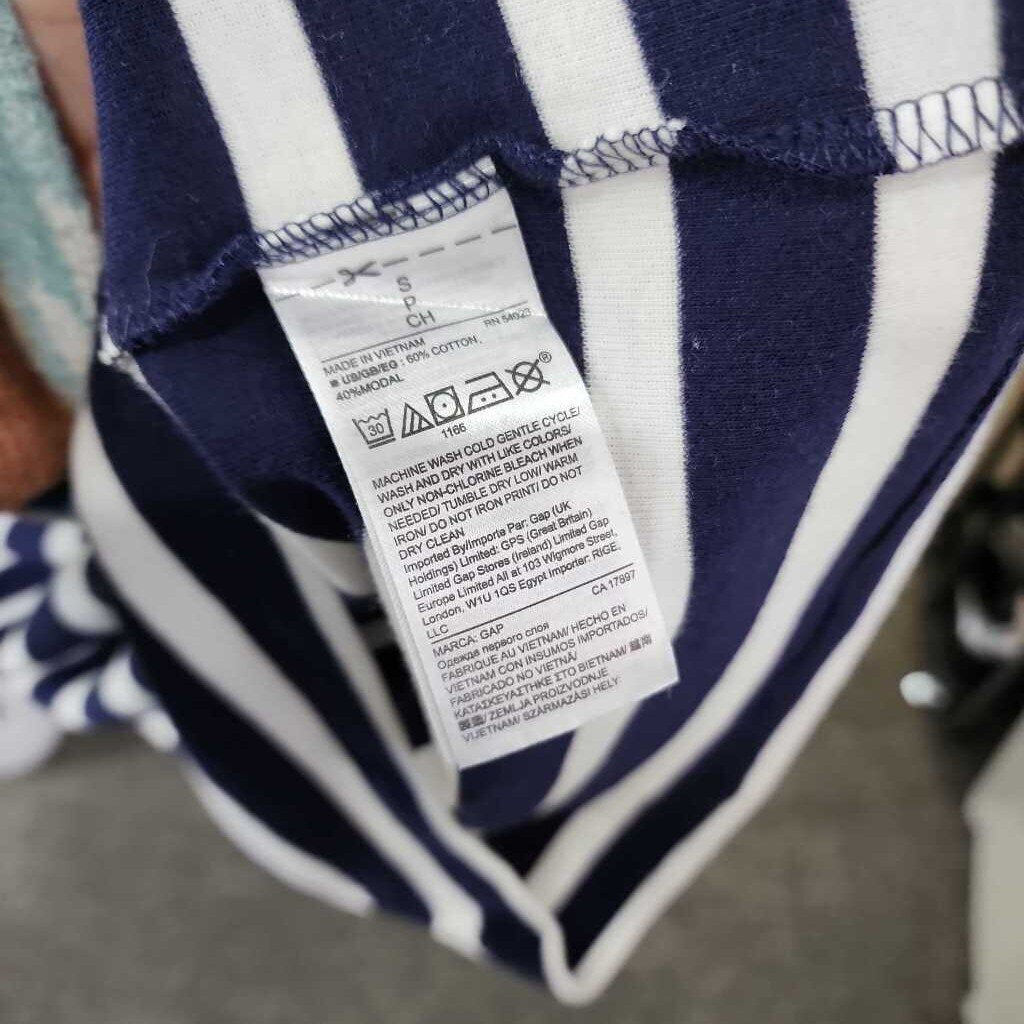 S
P
CH
RN 54023
MADE IN VIETNAM
US/GB/EG : 60% COTTON,
40%MODAL
30
1166
MACHINE WASH COLD GENTLE CYCLE/
WASH AND DRY WITH LIKE COLORS/
ONLY NON-CHLORINE BLEACH WHEN
NEEDED/ TUMBLE DRY LOW/ WARM
IRON/ DO NOT IRON PRINT/ DO NOT
DRY CLEAN
Imported By/Importe Par: Gap (UK
Holdings) Limited: GPS (Great Britain)
Limited Gap Stores (Ireland) Limited Gap
Europe Limited All at 103 Wigmore Street,
London, W1U 1QS Egypt Importer: RIGE,
LLC
CA 17897
MARCA: GAP
Одежда первого слоя
FABRIQUE AU VIETNAM/ HECHO EN
VIETNAM CON INSUMOS IMPORTADOS/
FABRICADO NO VIETNÃ/
ΚΑΤΑΣΚΕΥΑΣΤΗΚΕ ΣΤΟ ΒΙΕΤΝΑΜ/
/ ZEMLJA PROIZVODNJE
VIJETNAM/ SZÁRMAZÁSI HELY: